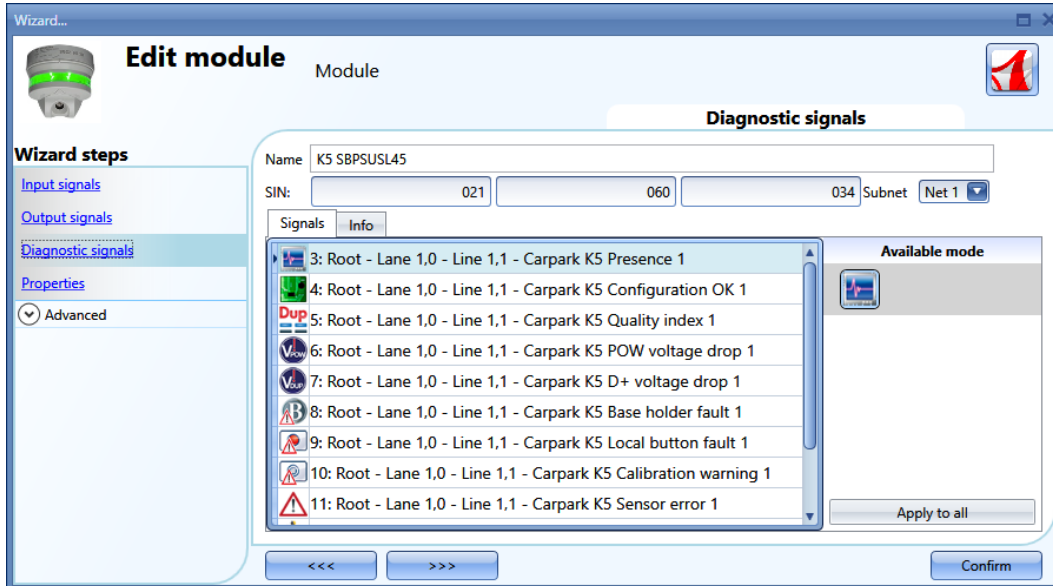 Wizard...
Edit module
Module
Diagnostic signals
Wizard steps
Input signals
Output signals
Diagnostic signals
Properties
Advanced
Name K5 SBPSUSL45
SIN: 021 060 034 Subnet Net 1
Signals Info
3: Root - Lane 1,0 - Line 1,1 - Carpark K5 Presence 1
4: Root - Lane 1,0 - Line 1,1 - Carpark K5 Configuration OK 1
Dup 5: Root - Lane 1,0 - Line 1,1 - Carpark K5 Quality index 1
VPOW 6: Root - Lane 1,0 - Line 1,1 - Carpark K5 POW voltage drop 1
VDUP 7: Root - Lane 1,0 - Line 1,1 - Carpark K5 D+ voltage drop 1
B 8: Root - Lane 1,0 - Line 1,1 - Carpark K5 Base holder fault 1
9: Root - Lane 1,0 - Line 1,1 - Carpark K5 Local button fault 1
10: Root - Lane 1,0 - Line 1,1 - Carpark K5 Calibration warning 1
11: Root - Lane 1,0 - Line 1,1 - Carpark K5 Sensor error 1
Available mode
Apply to all
<<< >>> Confirm